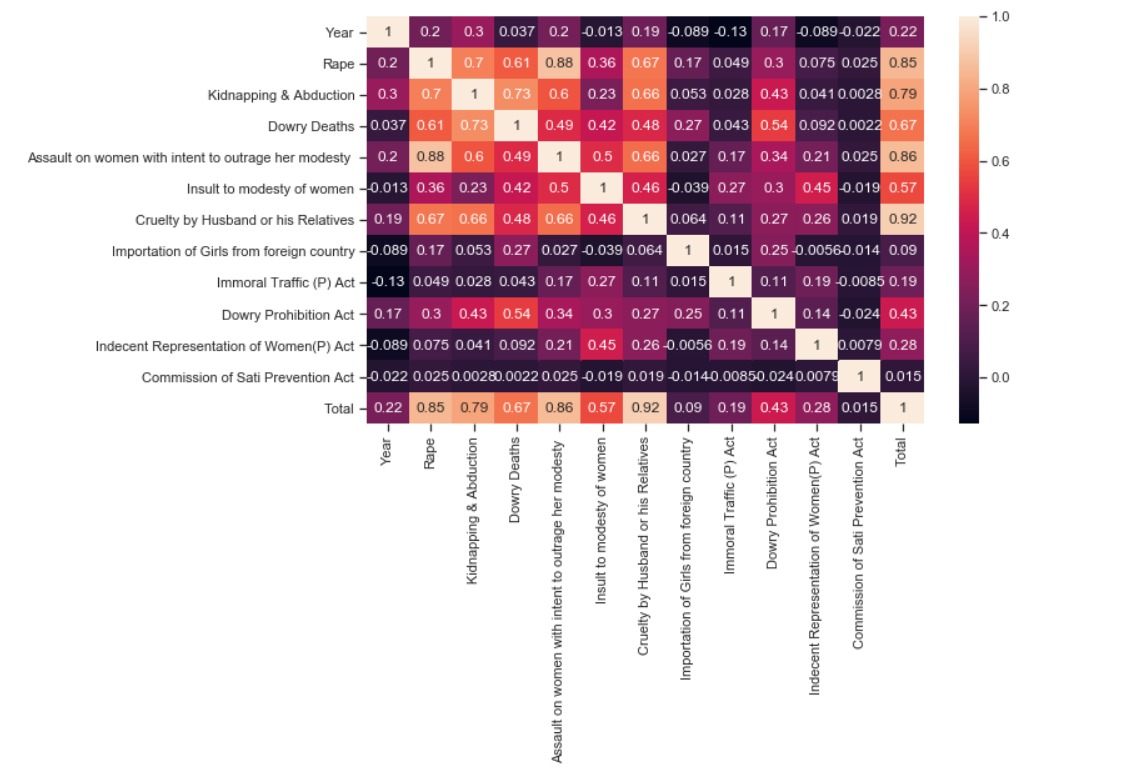 Year 1 0.2 0.3 0.037 0.2 -0.013 0.19 -0.089 -0.13 0.17 -0.089 -0.022 0.22
Rape 0.2 1 0.7 0.61 0.88 0.36 0.67 0.17 0.049 0.3 0.075 0.025 0.85
Kidnapping & Abduction 0.3 0.7 1 0.73 0.6 0.23 0.66 0.053 0.028 0.43 0.041 0.0028 0.79
Dowry Deaths 0.037 0.61 0.73 1 0.49 0.42 0.48 0.27 0.043 0.54 0.092 0.0022 0.67
Assault on women with intent to outrage her modesty 0.2 0.88 0.6 0.49 1 0.5 0.66 0.027 0.17 0.34 0.21 0.025 0.86
Insult to modesty of women -0.013 0.36 0.23 0.42 0.5 1 0.46 -0.039 0.27 0.3 0.45 -0.019 0.57
Cruelty by Husband or his Relatives 0.19 0.67 0.66 0.48 0.66 0.46 1 0.064 0.11 0.27 0.26 0.019 0.92
Importation of Girls from foreign country -0.089 0.17 0.053 0.27 0.027 -0.039 0.064 1 0.015 0.25 -0.0056 -0.014 0.09
Immoral Traffic (P) Act -0.13 0.049 0.028 0.043 0.17 0.27 0.11 0.015 1 0.11 0.19 -0.0085 0.19
Dowry Prohibition Act 0.17 0.3 0.43 0.54 0.34 0.3 0.27 0.25 0.11 1 0.14 -0.024 0.43
Indecent Representation of Women(P) Act -0.089 0.075 0.041 0.092 0.21 0.45 0.26 -0.0056 0.19 0.14 1 0.0079 0.28
Commission of Sati Prevention Act -0.022 0.025 0.0028 0.0022 0.025 -0.019 0.019 -0.014 -0.0085 -0.024 0.0079 1 0.015
Total 0.22 0.85 0.79 0.67 0.86 0.57 0.92 0.09 0.19 0.43 0.28 0.015 1
Year
Rape
Kidnapping & Abduction
Dowry Deaths
Assault on women with intent to outrage her modesty
Insult to modesty of women
Cruelty by Husband or his Relatives
Importation of Girls from foreign country
Immoral Traffic (P) Act
Dowry Prohibition Act
Indecent Representation of Women(P) Act
Commission of Sati Prevention Act
Total
1.0
0.8
0.6
0.4
0.2
0.0